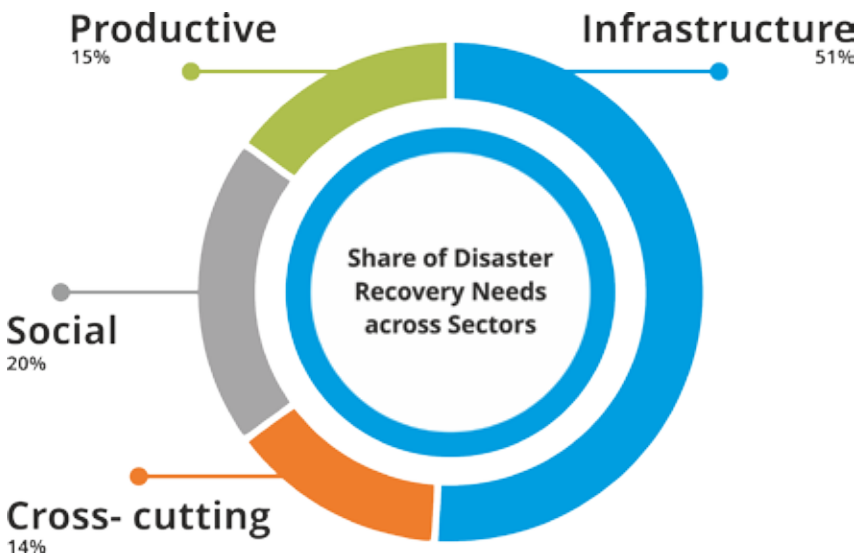 Productive
15%
Infrastructure
51%
Share of Disaster
Recovery Needs
across Sectors
Social
20%
Cross- cutting
14%